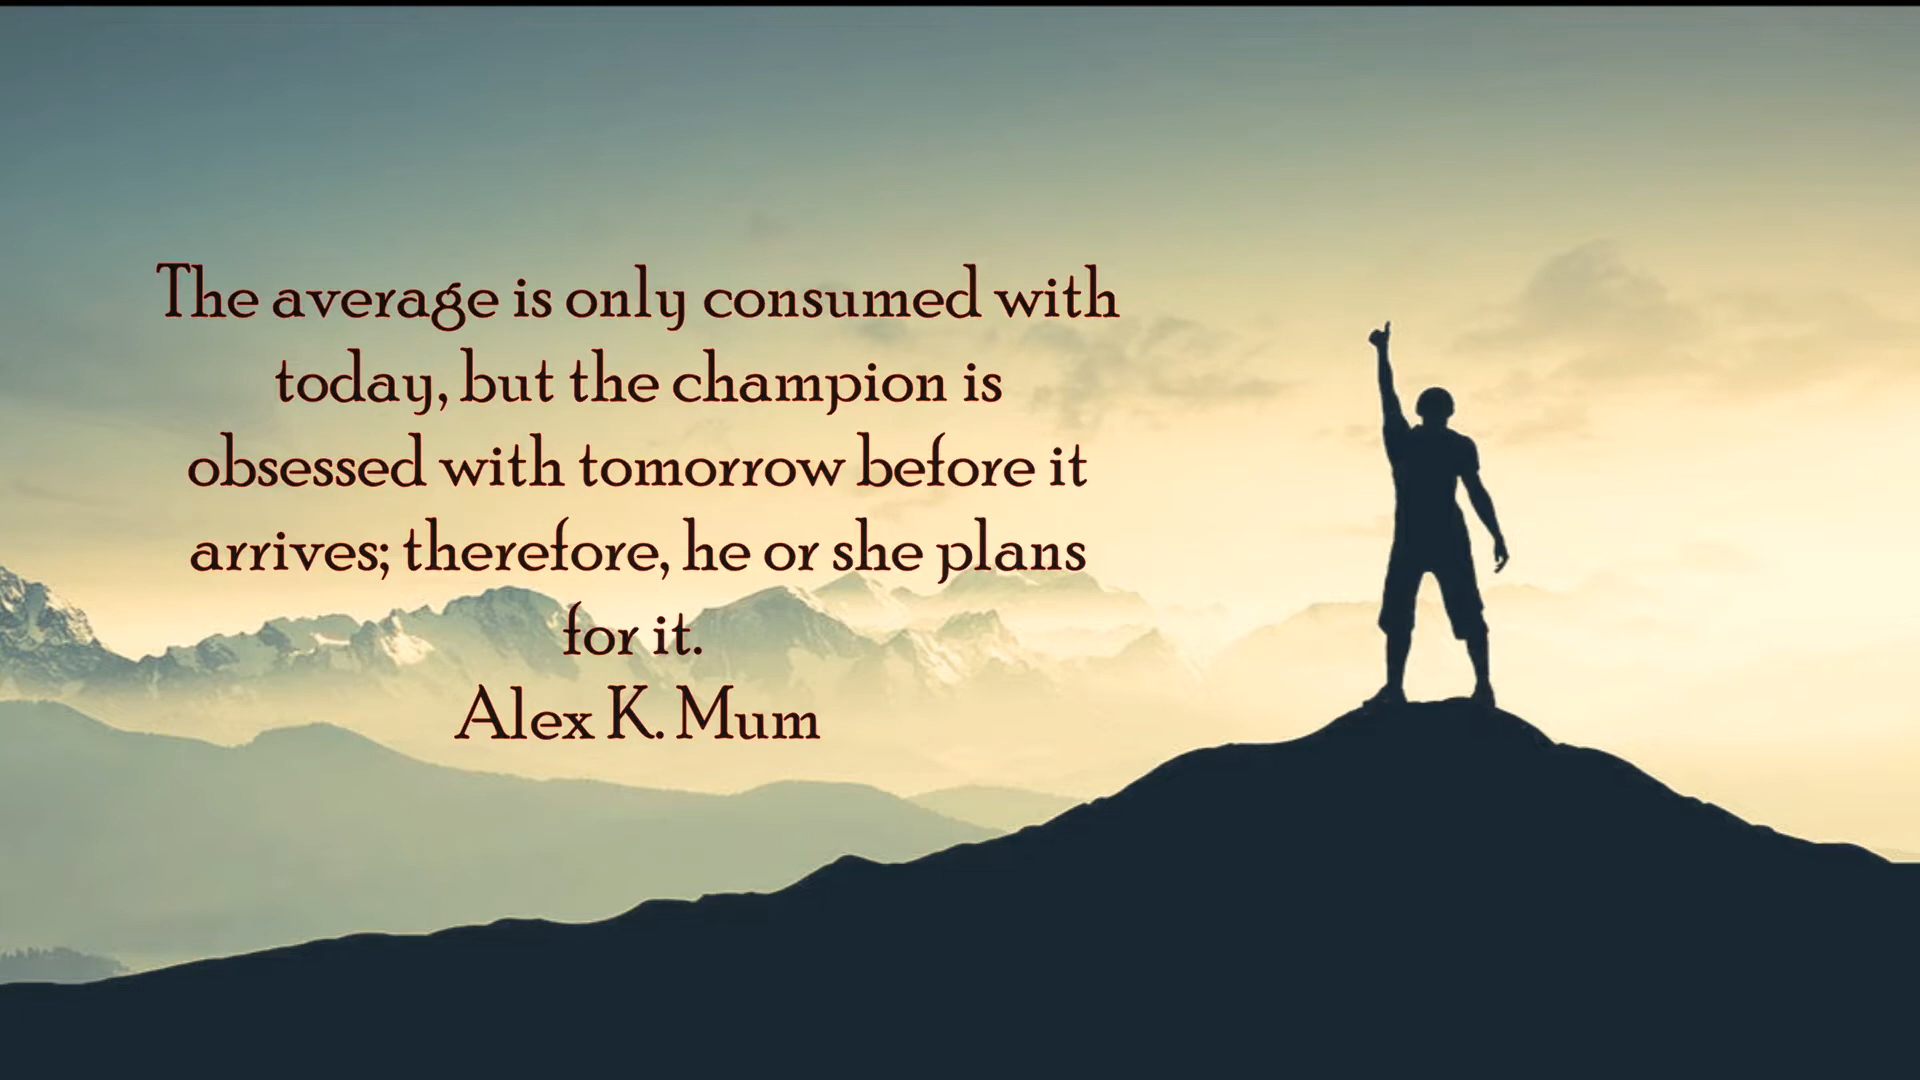 The average is only consumed with
today, but the champion is
obsessed with tomorrow before it
arrives; therefore, he or she plans
for it.
Alex K. Mum